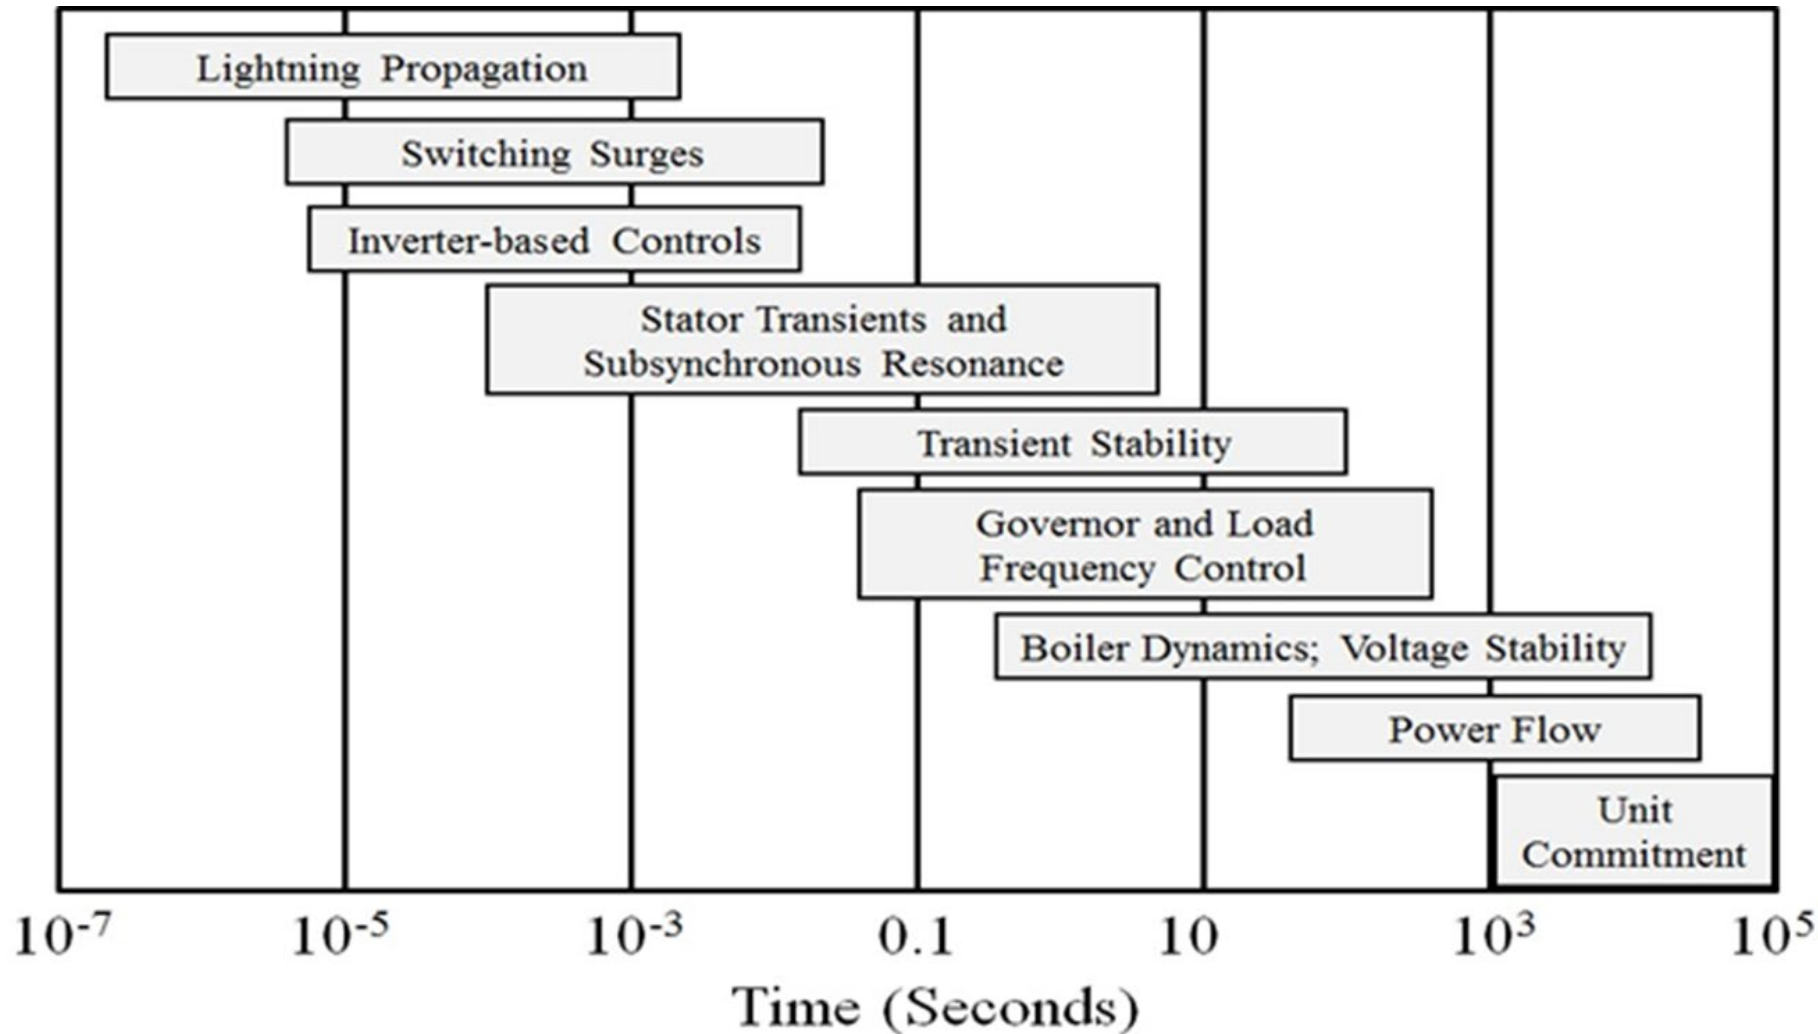 Lightning Propagation
Switching Surges
Inverter-based Controls
Stator Transients and
Subsynchronous Resonance
Transient Stability
Governor and Load
Frequency Control
Boiler Dynamics; Voltage Stability
Power Flow
Unit
Commitment
10⁻⁷ 10⁻⁵ 10⁻³ 0.1 10 10³ 10⁵
Time (Seconds)